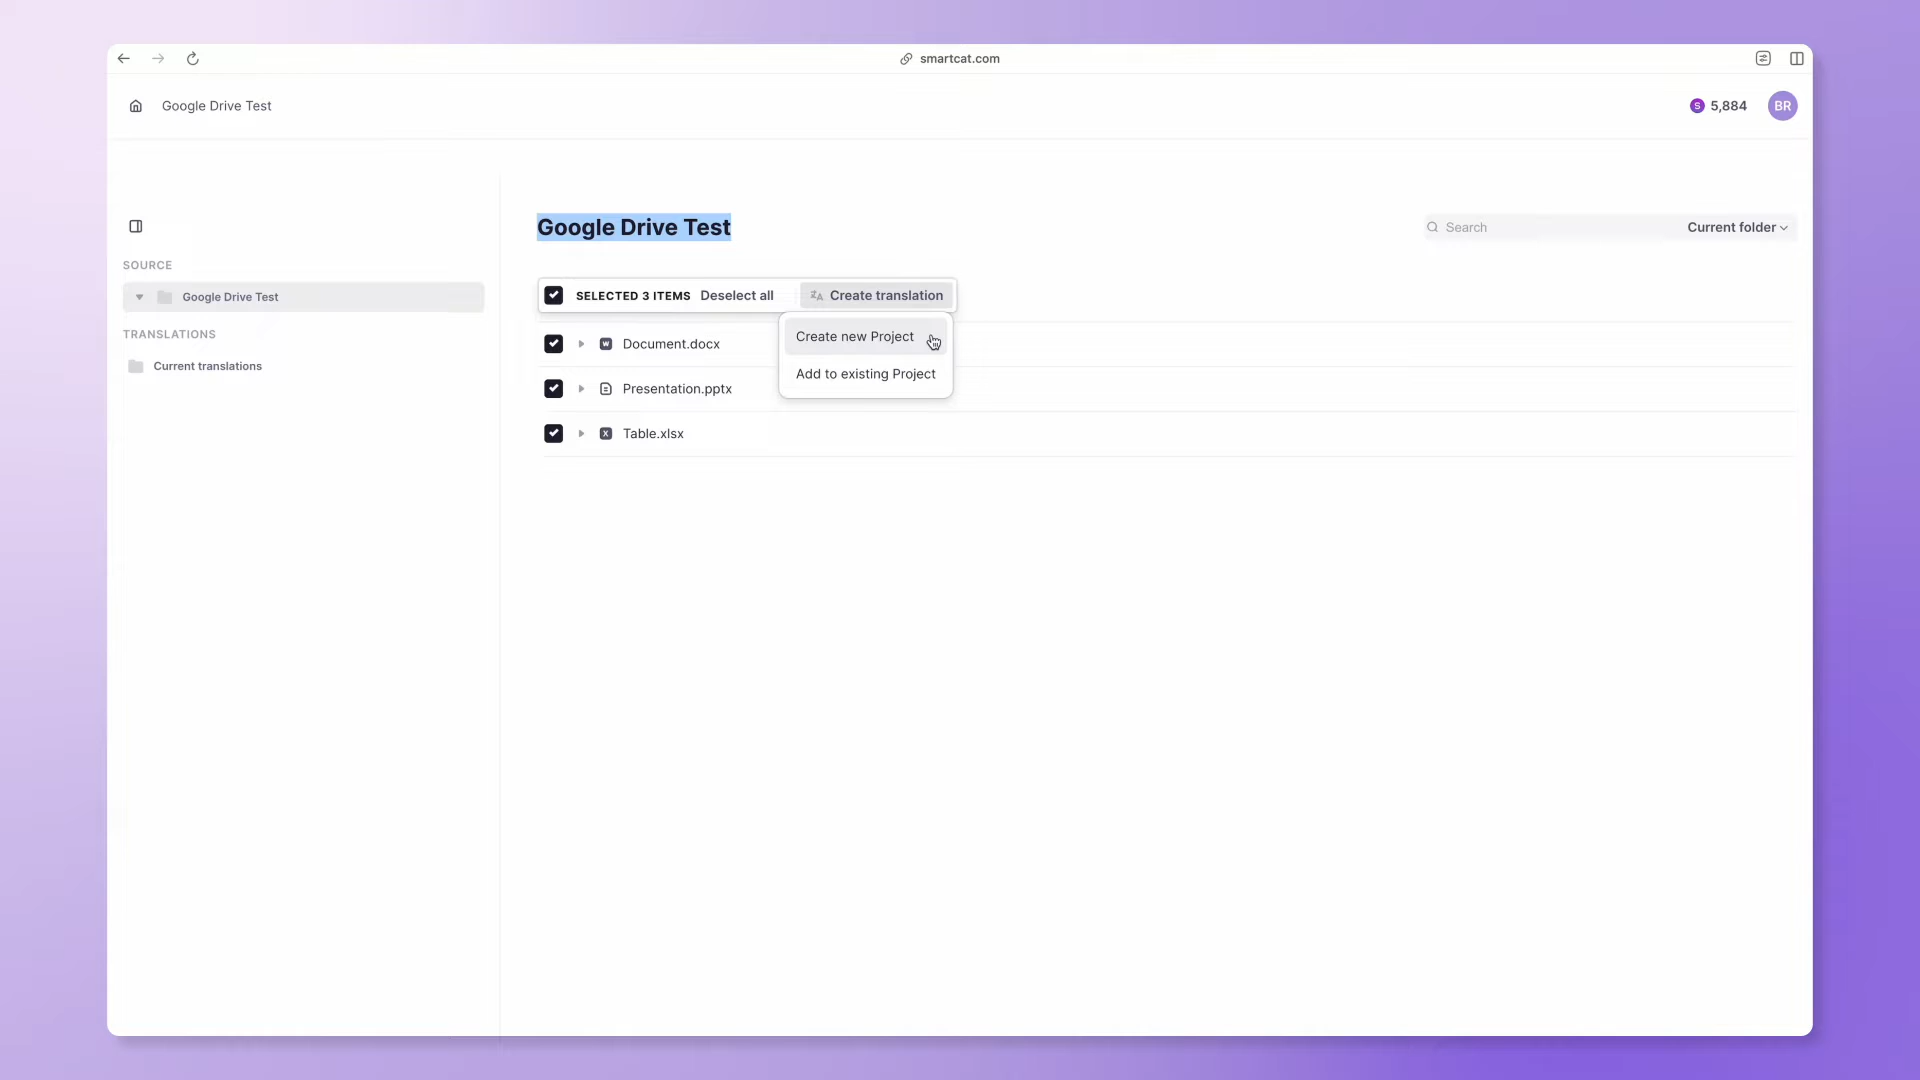 smartcat.com
Google Drive Test
S 5,884 BR
Google Drive Test
Search
Current folder
SOURCE
Google Drive Test
TRANSLATIONS
Current translations
SELECTED 3 ITEMS Deselect all Create translation
Create new Project
Add to existing Project
W Document.docx
Presentation.pptx
X Table.xlsx